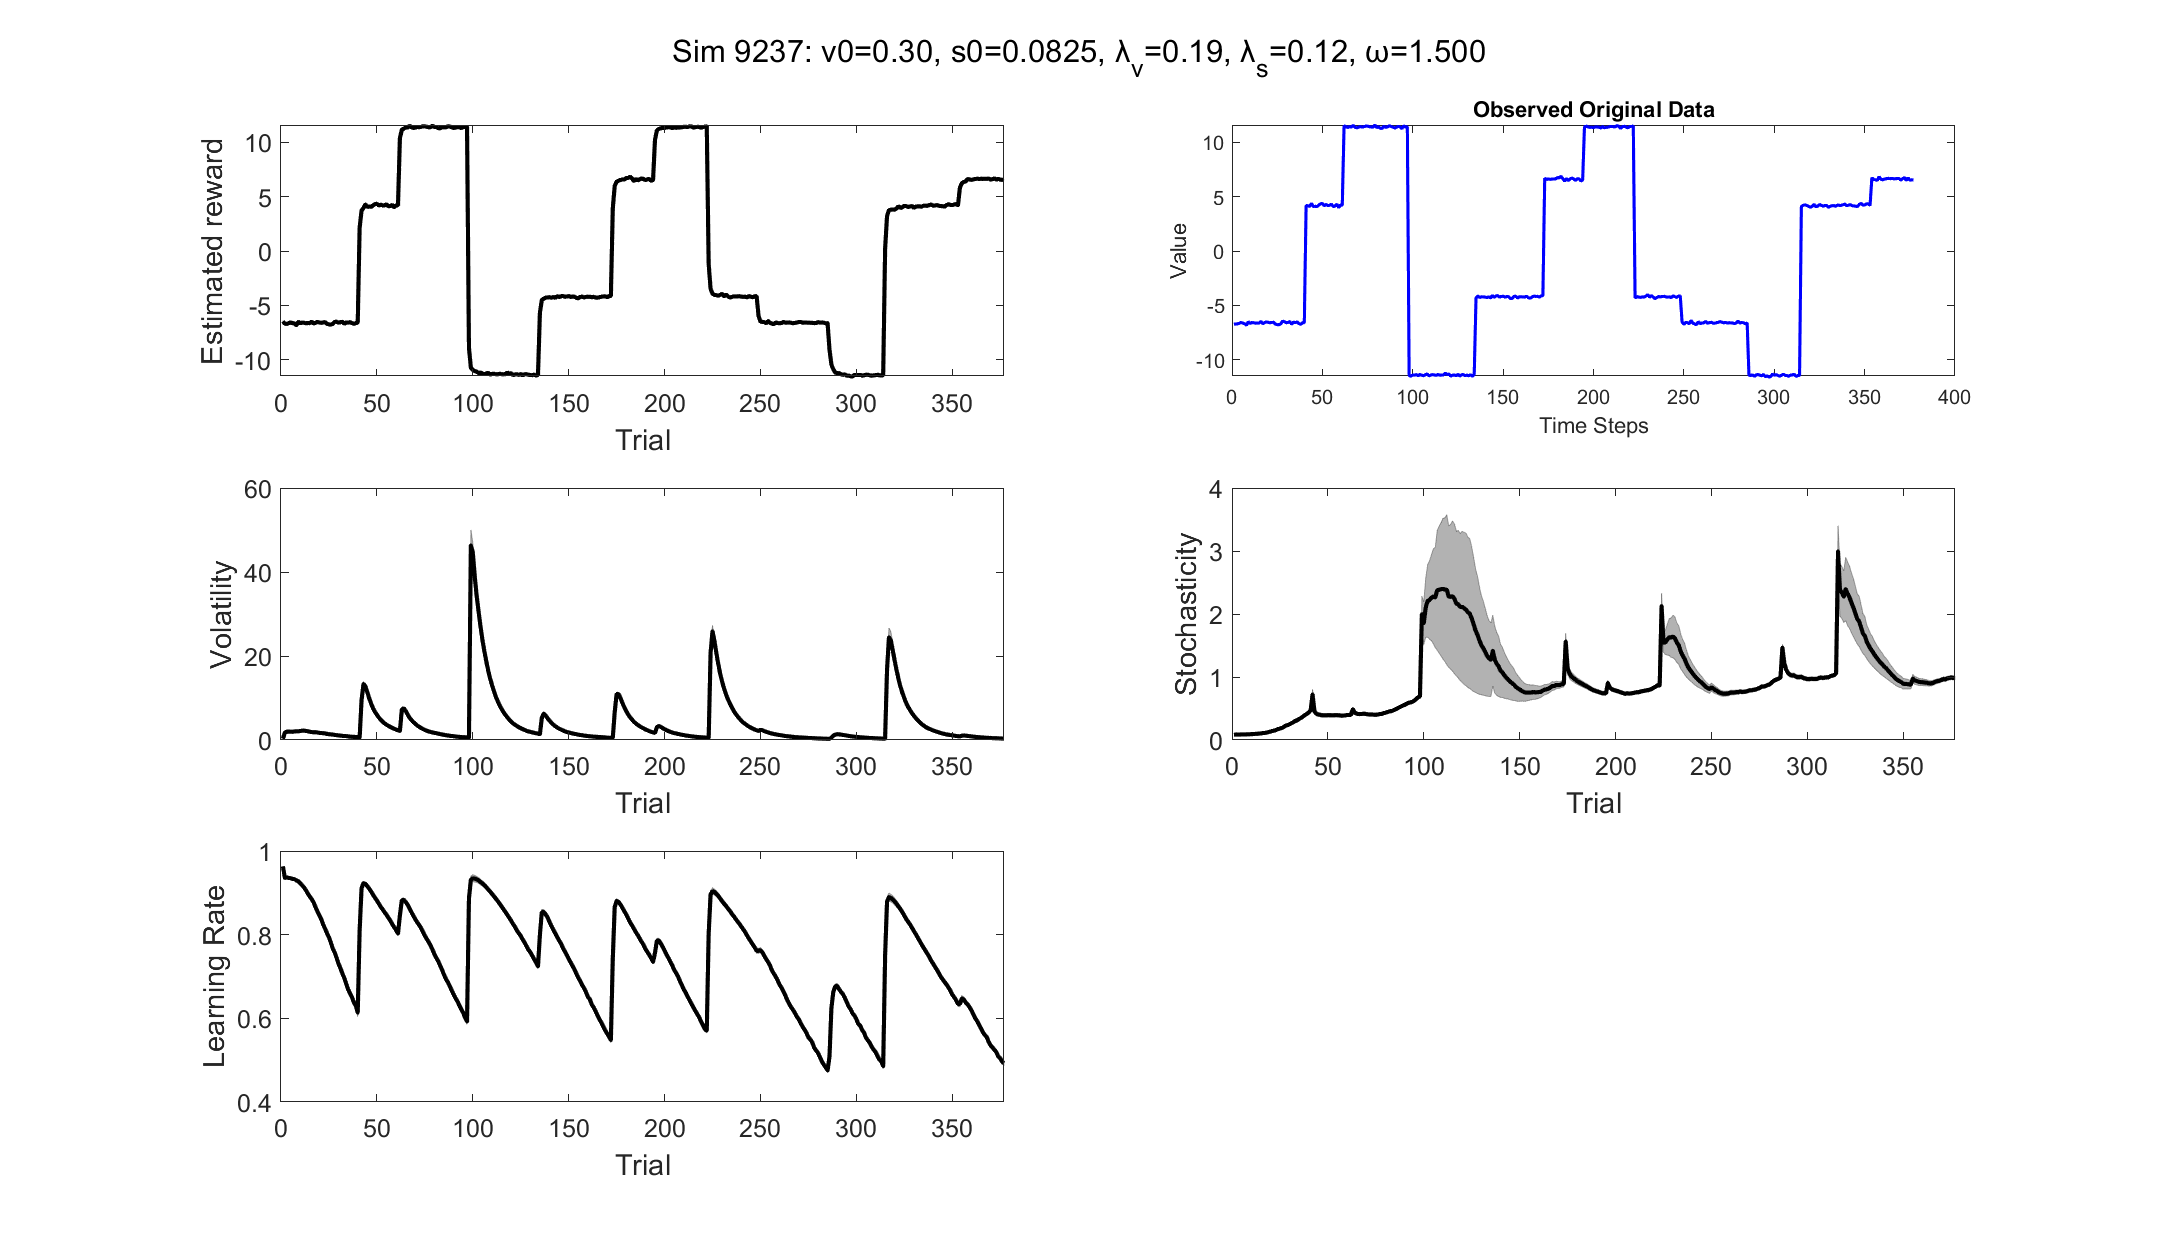 Sim 9237: v0=0.30, s0=0.0825, λv=0.19, λs=0.12, ω=1.500
Estimated reward
10
5
0
-5
-10
0 50 100 150 200 250 300 350
Trial
Observed Original Data
Value
10
5
0
-5
-10
0 50 100 150 200 250 300 350 400
Time Steps
Volatility
60
40
20
0
0 50 100 150 200 250 300 350
Trial
Stochasticity
4
3
2
1
0
0 50 100 150 200 250 300 350
Trial
Learning Rate
1
0.8
0.6
0.4
0 50 100 150 200 250 300 350
Trial